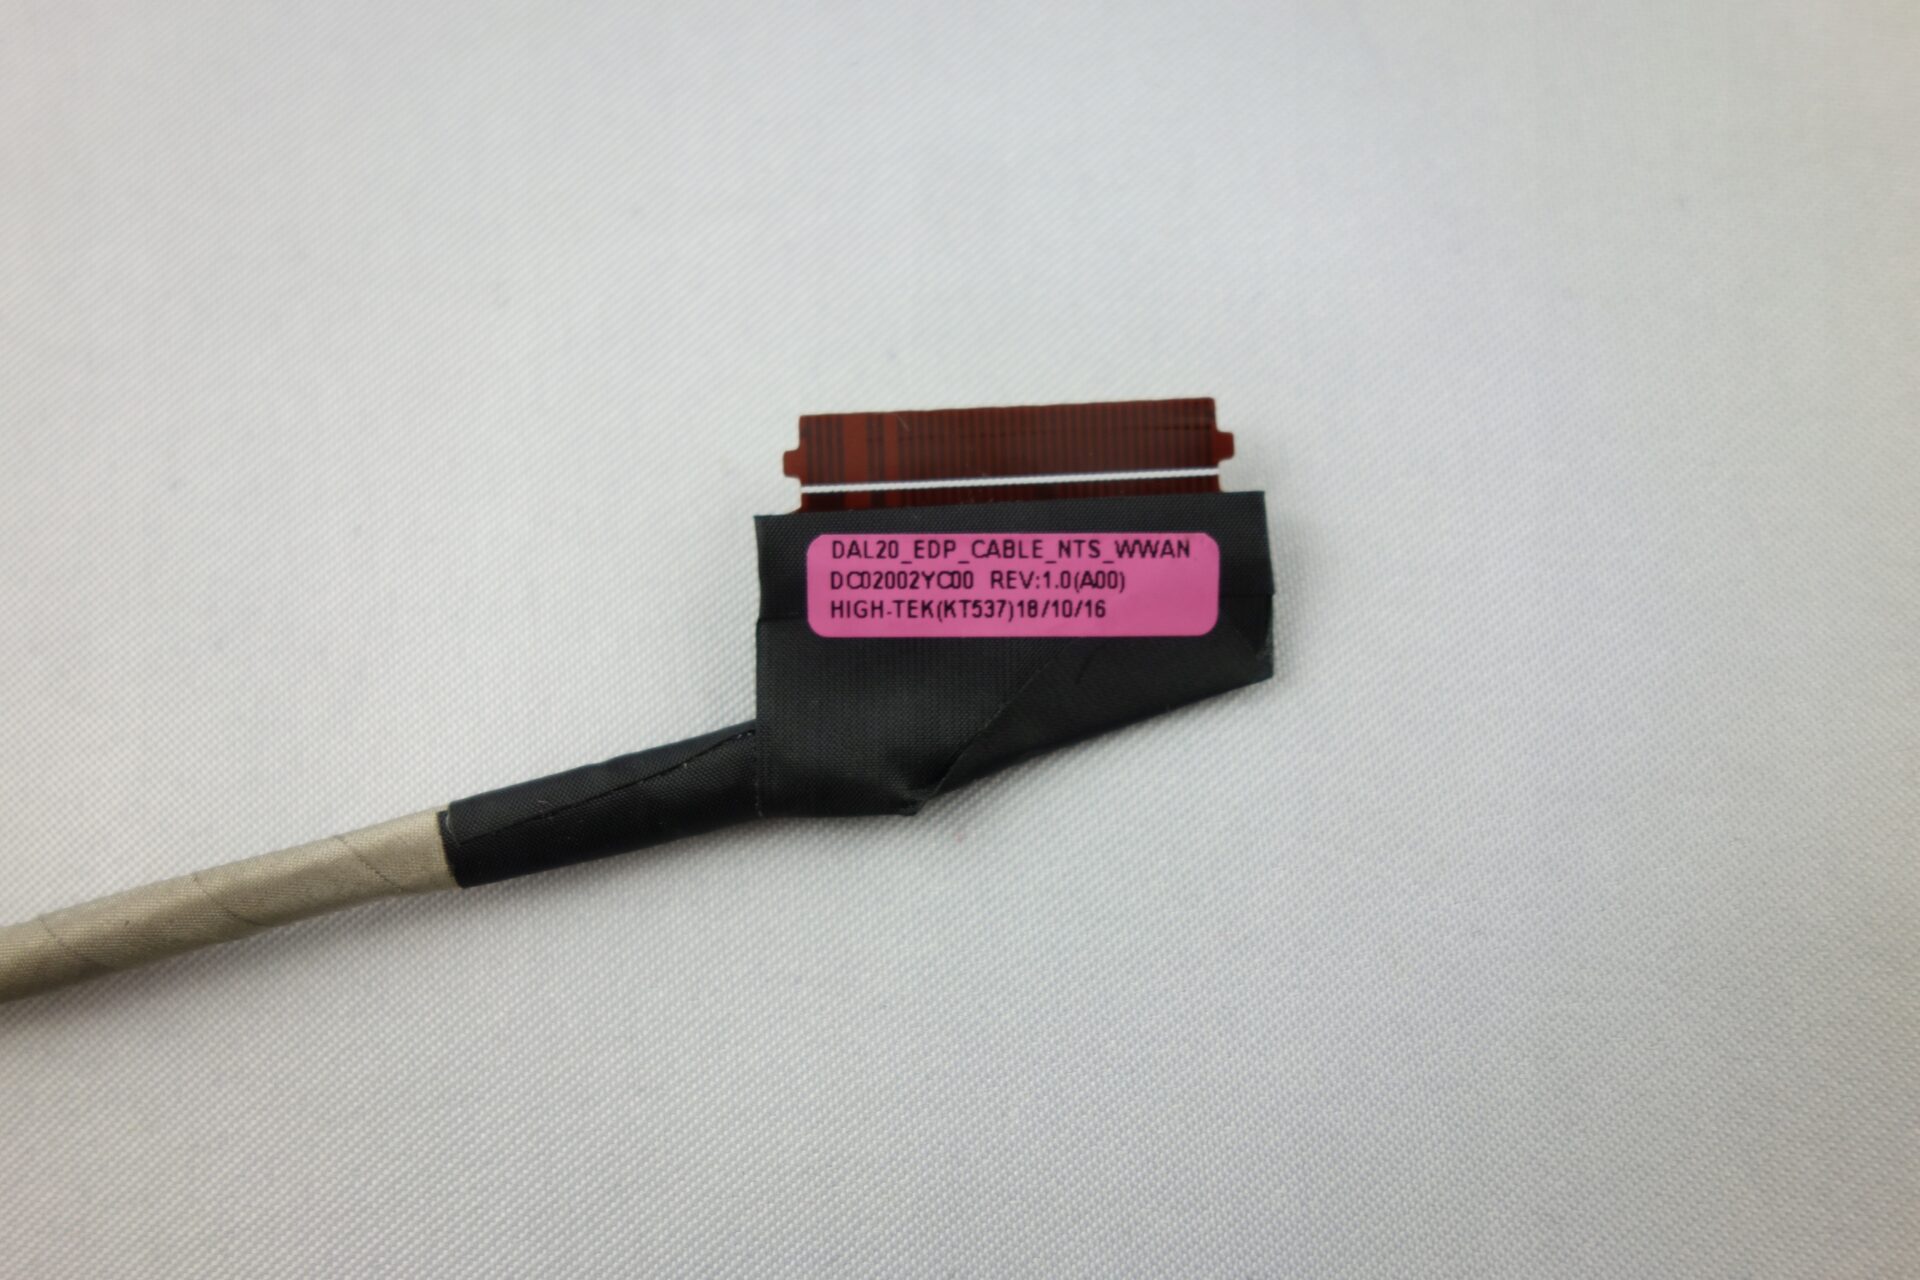 DAL20_EDP_CABLE_NTS_WWAN
DC02002YC00 REV:1.0(A00)
HIGH-TEK(KT537)18/10/16